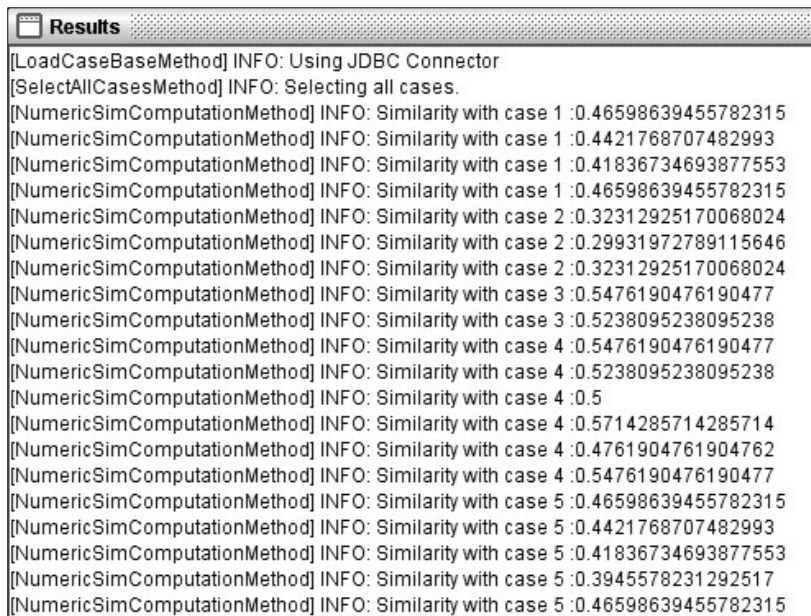 Results
[LoadCaseBaseMethod] INFO: Using JDBC Connector
[SelectAllCasesMethod] INFO: Selecting all cases.
[NumericSimComputationMethod] INFO: Similarity with case 1 :0.46598639455782315
[NumericSimComputationMethod] INFO: Similarity with case 1 :0.4421768707482993
[NumericSimComputationMethod] INFO: Similarity with case 1 :0.41836734693877553
[NumericSimComputationMethod] INFO: Similarity with case 1 :0.46598639455782315
[NumericSimComputationMethod] INFO: Similarity with case 2 :0.32312925170068024
[NumericSimComputationMethod] INFO: Similarity with case 2 :0.29931972789115646
[NumericSimComputationMethod] INFO: Similarity with case 2 :0.32312925170068024
[NumericSimComputationMethod] INFO: Similarity with case 3 :0.5476190476190477
[NumericSimComputationMethod] INFO: Similarity with case 3 :0.5238095238095238
[NumericSimComputationMethod] INFO: Similarity with case 4 :0.5476190476190477
[NumericSimComputationMethod] INFO: Similarity with case 4 :0.5238095238095238
[NumericSimComputationMethod] INFO: Similarity with case 4 :0.5
[NumericSimComputationMethod] INFO: Similarity with case 4 :0.5714285714285714
[NumericSimComputationMethod] INFO: Similarity with case 4 :0.4761904761904762
[NumericSimComputationMethod] INFO: Similarity with case 4 :0.5476190476190477
[NumericSimComputationMethod] INFO: Similarity with case 5 :0.46598639455782315
[NumericSimComputationMethod] INFO: Similarity with case 5 :0.4421768707482993
[NumericSimComputationMethod] INFO: Similarity with case 5 :0.41836734693877553
[NumericSimComputationMethod] INFO: Similarity with case 5 :0.3945578231292517
[NumericSimComputationMethod] INFO: Similarity with case 5 :0.46598639455782315